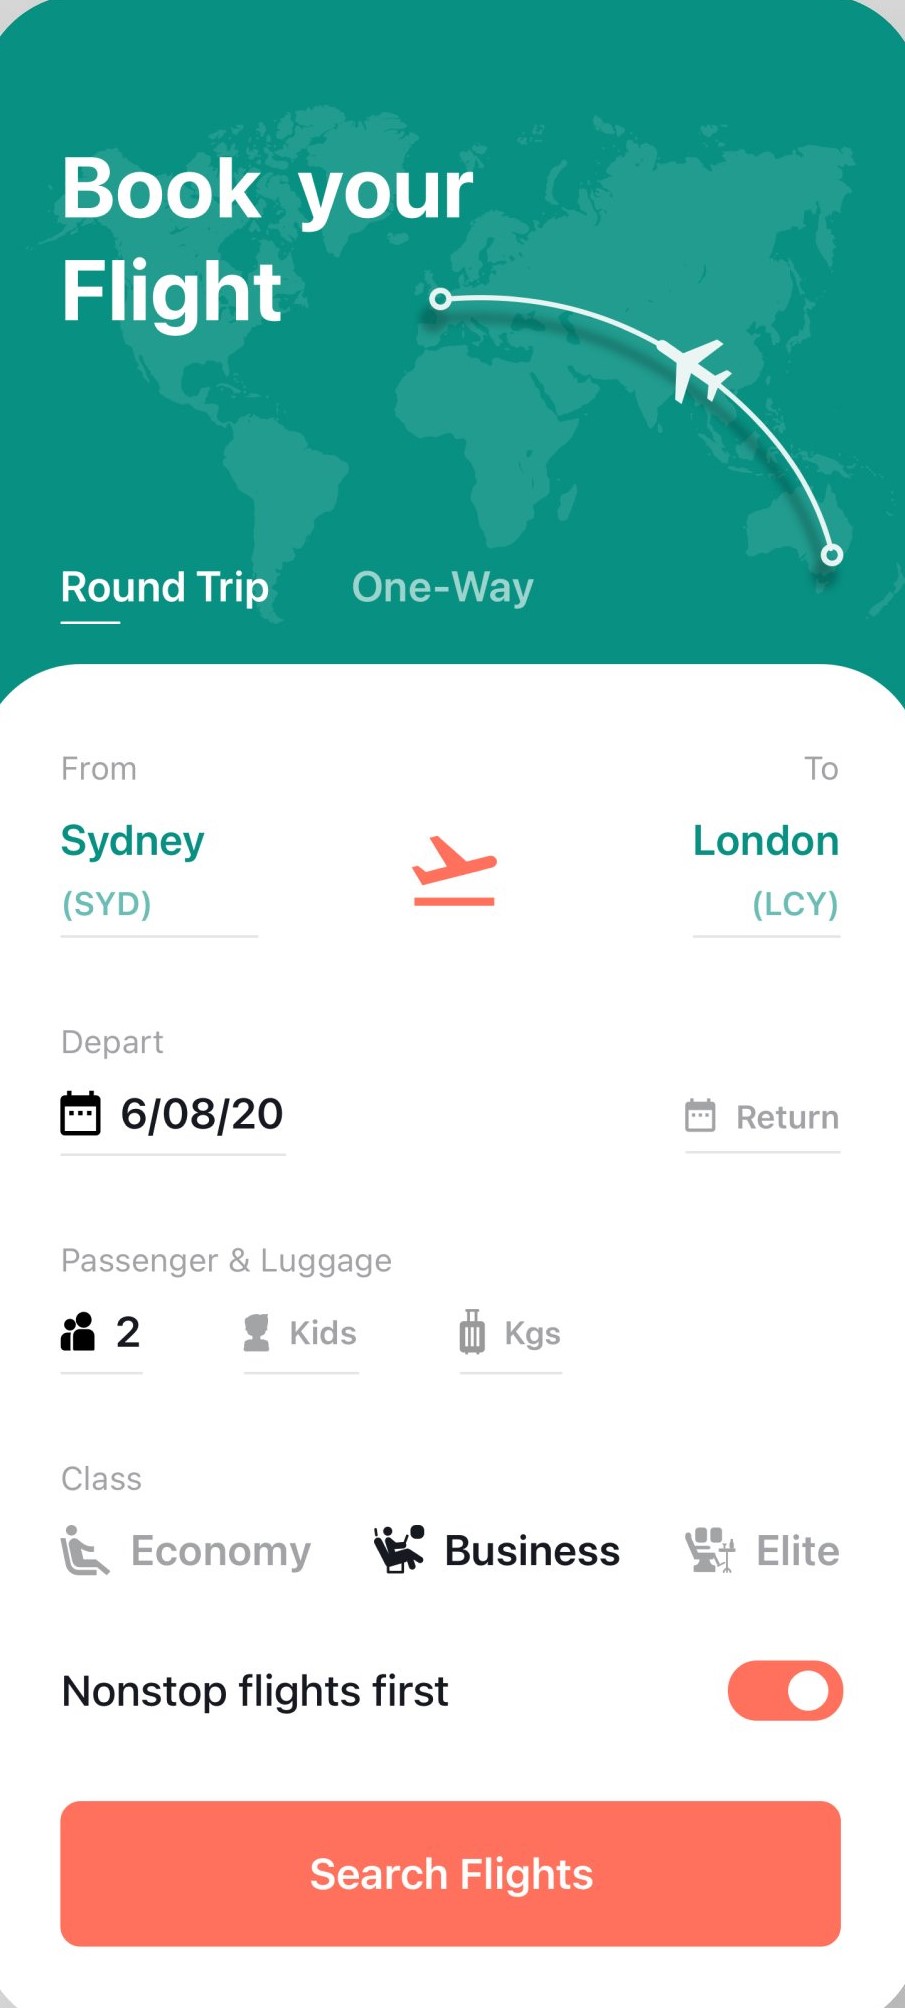 Book your
Flight
Round Trip One-Way
From To
Sydney London
(SYD) (LCY)
Depart
6/08/20 Return
Passenger & Luggage
2 Kids Kgs
Class
Economy Business Elite
Nonstop flights first
Search Flights